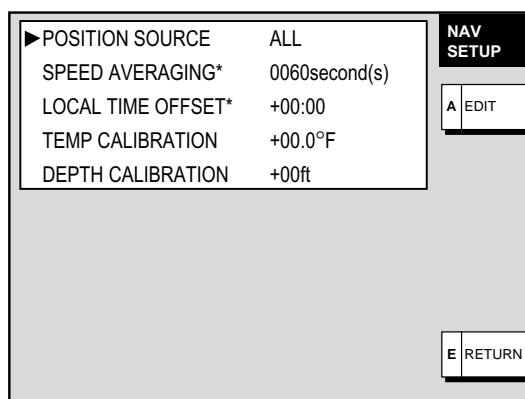 ▶POSITION SOURCE ALL
SPEED AVERAGING* 0060second(s)
LOCAL TIME OFFSET* +00:00
TEMP CALIBRATION +00.0°F
DEPTH CALIBRATION +00ft
NAV
SETUP
A EDIT
E RETURN